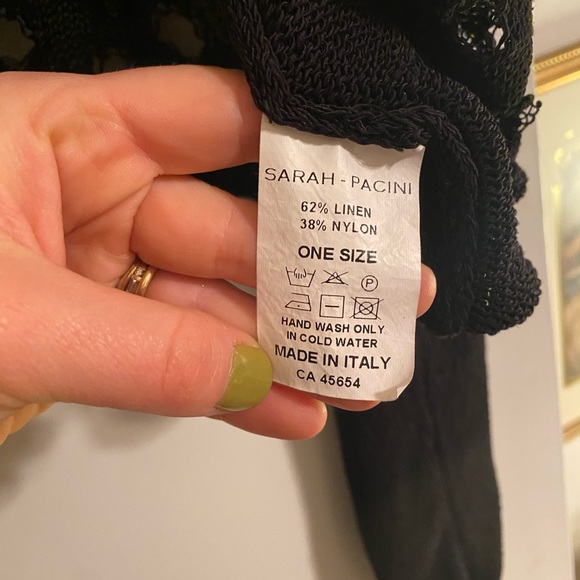 SARAH - PACINI
62% LINEN
38% NYLON
ONE SIZE
P
HAND WASH ONLY
IN COLD WATER
MADE IN ITALY
CA 45654